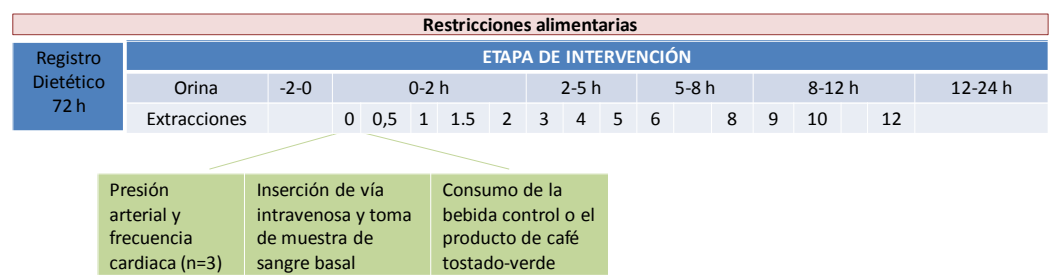 Restricciones alimentarias
Registro
Dietético
72 h
ETAPA DE INTERVENCIÓN
Orina -2-0 0-2 h 2-5 h 5-8 h 8-12 h 12-24 h
Extracciones 0 0,5 1 1.5 2 3 4 5 6 8 9 10 12
Presión
arterial y
frecuencia
cardiaca (n=3)
Inserción de vía
intravenosa y toma
de muestra de
sangre basal
Consumo de la
bebida control o el
producto de café
tostado-verde